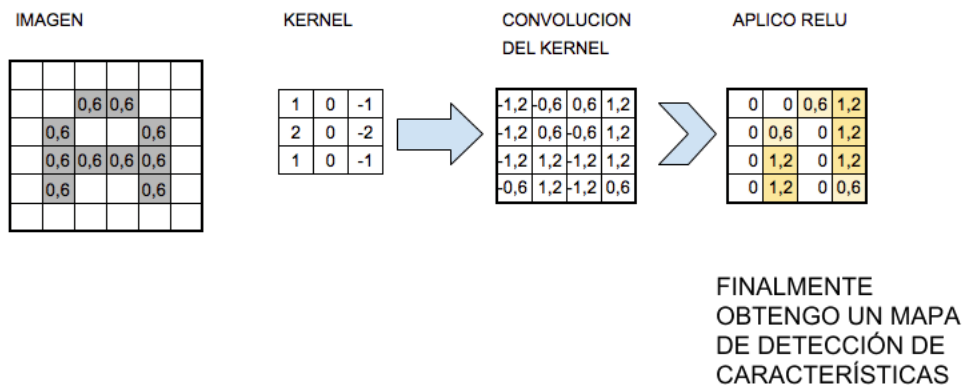 IMAGEN
KERNEL
CONVOLUCION
DEL KERNEL
APLICO RELU
0,6 0,6
0,6 0,6
0,6 0,6 0,6 0,6
0,6 0,6
1 0 -1
2 0 -2
1 0 -1
-1,2 -0,6 0,6 1,2
-1,2 0,6 -0,6 1,2
-1,2 1,2 -1,2 1,2
-0,6 1,2 -1,2 0,6
0 0 0,6 1,2
0 0,6 0 1,2
0 1,2 0 1,2
0 1,2 0 0,6
FINALMENTE
OBTENGO UN MAPA
DE DETECCIÓN DE
CARACTERÍSTICAS